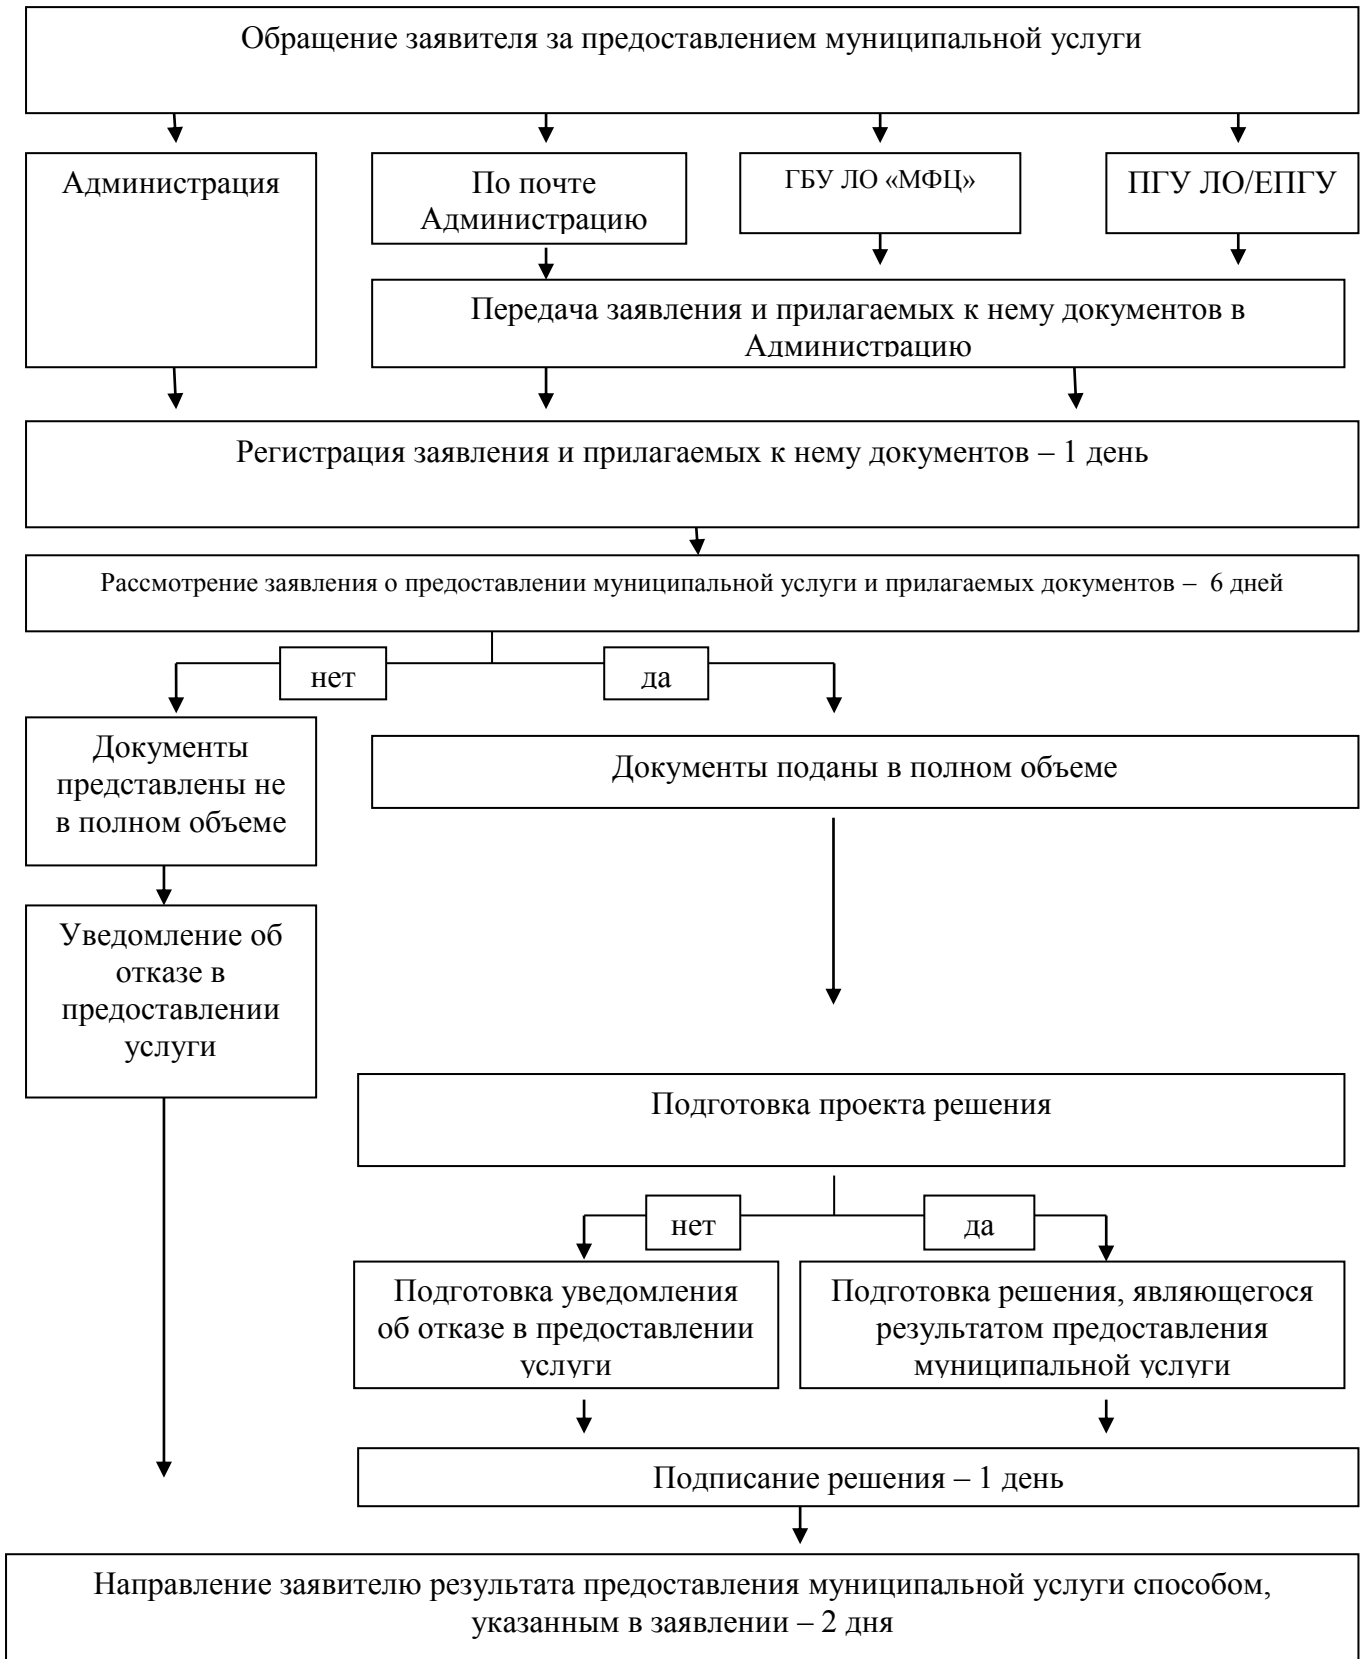 Обращение заявителя за предоставлением муниципальной услуги
Администрация
По почте
Администрацию
ГБУ ЛО «МФЦ»
ПГУ ЛО/ЕПГУ
Передача заявления и прилагаемых к нему документов в
Администрацию
Регистрация заявления и прилагаемых к нему документов – 1 день
Рассмотрение заявления о предоставлении муниципальной услуги и прилагаемых документов – 6 дней
нет
да
Документы
представлены не
в полном объеме
Документы поданы в полном объеме
Уведомление об
отказе в
предоставлении
услуги
Подготовка проекта решения
нет
да
Подготовка уведомления
об отказе в предоставлении
услуги
Подготовка решения, являющегося
результатом предоставления
муниципальной услуги
Подписание решения – 1 день
Направление заявителю результата предоставления муниципальной услуги способом,
указанным в заявлении – 2 дня